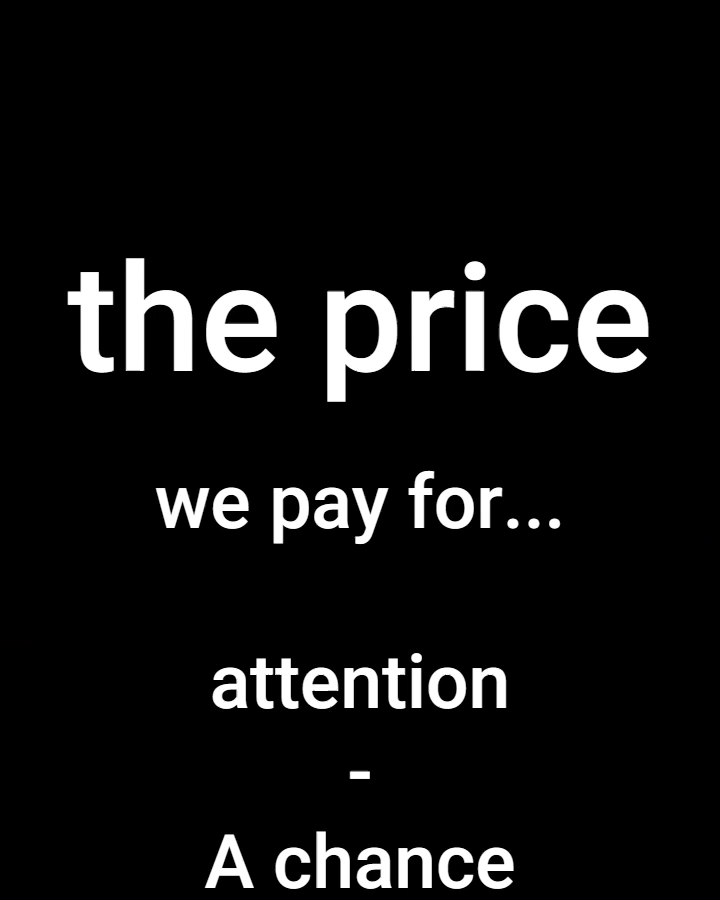 the price
we pay for...
attention
-
A chance